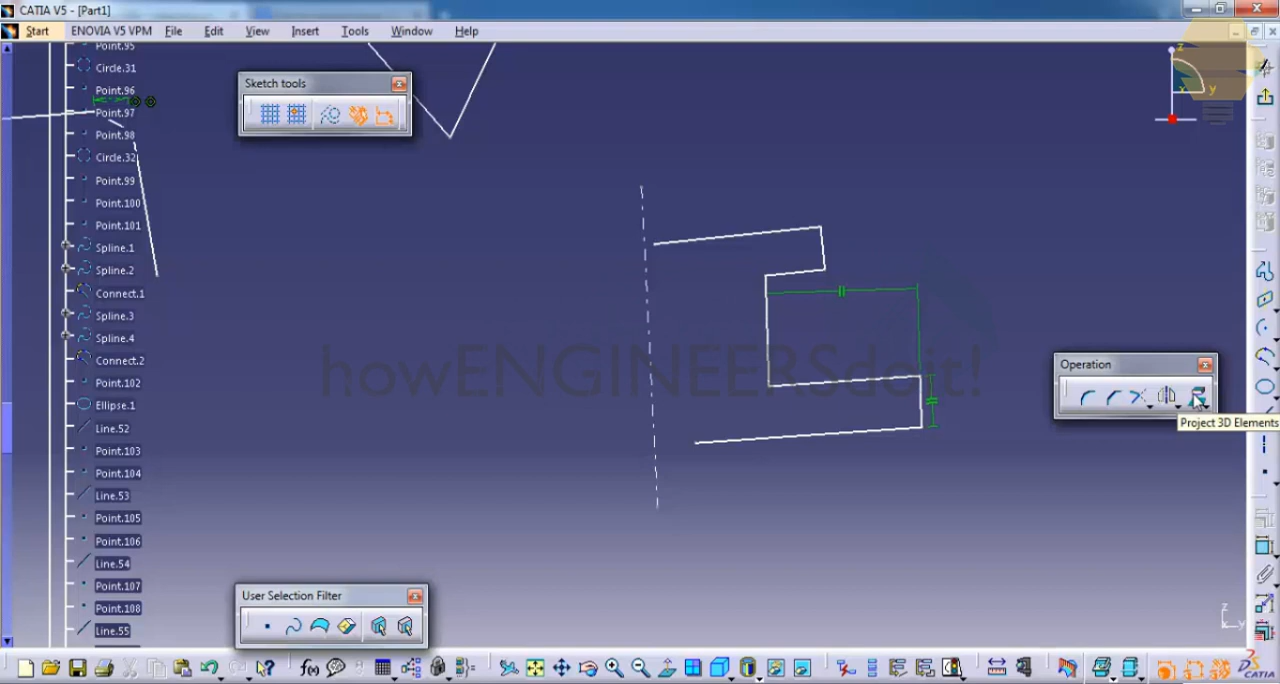 CATIA V5 - [Part1]
Start ENOVIA V5 VPM File Edit View Insert Tools Window Help
Point.95
Circle.31
Point.96
Point.97
Point.98
Circle.32
Point.99
Point.100
Point.101
Spline.1
Spline.2
Connect.1
Spline.3
Spline.4
Connect.2
Point.102
Ellipse.1
Line.52
Point.103
Point.104
Line.53
Point.105
Point.106
Line.54
Point.107
Point.108
Line.55
Sketch tools
z
x
y
howENGINEERSdoit!
Operation
Project 3D Elements
User Selection Filter
z
x y
f(x)
CATIA